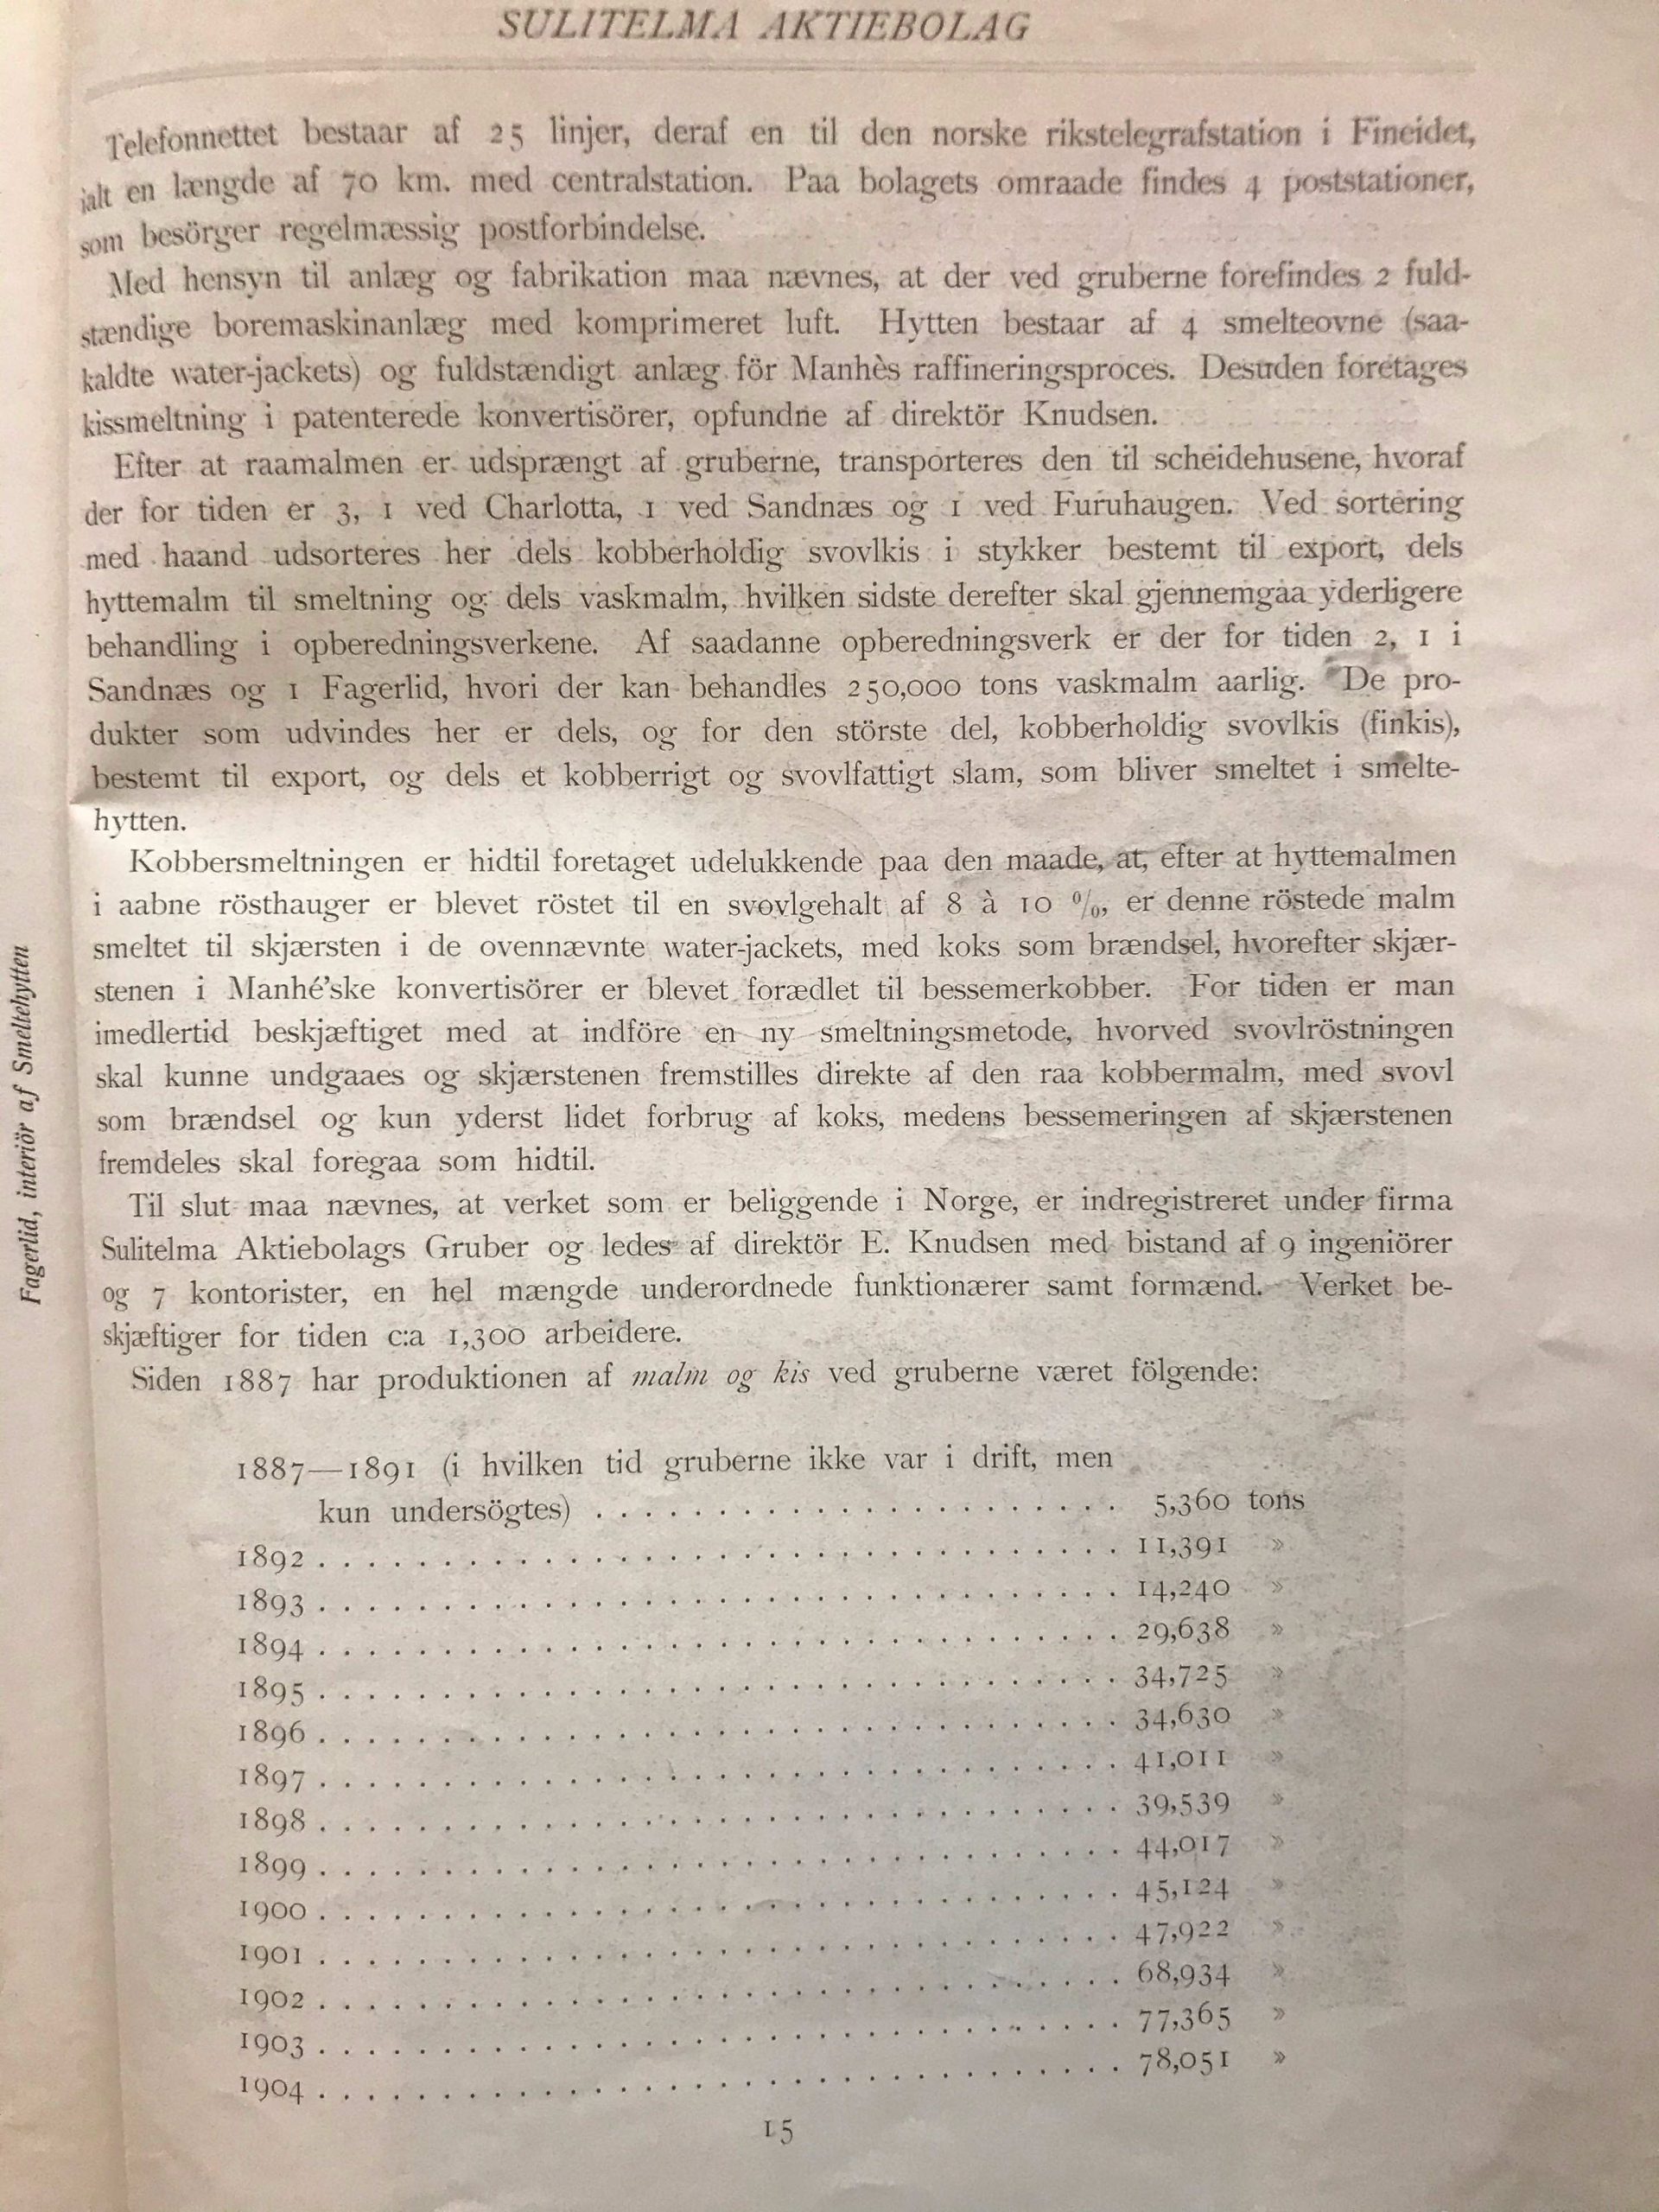 SULITELMA AKTIEBOLAG
Telefonnettet bestaar af 25 linjer, deraf en til den norske rikstelegrafstation i Fineidet,
ialt en længde af 70 km. med centralstation. Paa bolagets omraade findes 4 poststationer,
som besörger regelmæssig postforbindelse.
Med hensyn til anlæg og fabrikation maa nævnes, at der ved gruberne forefindes 2 fuld-
stændige boremaskinanlæg med komprimeret luft. Hytten bestaar af 4 smelteovne (saa-
kaldte water-jackets) og fuldstændigt anlæg för Manhès raffineringsproces. Desuden foretages
kissmeltning i patenterede konvertisörer, opfundne af direktör Knudsen.
Efter at raamalmen er udsprængt af gruberne, transporteres den til scheidehusene, hvoraf
der for tiden er 3, 1 ved Charlotta, 1 ved Sandnæs og 1 ved Furuhaugen. Ved sortering
med haand udsorteres her dels kobberholdig svovlkis i stykker bestemt til export, dels
hyttemalm til smeltning og dels vaskmalm, hvilken sidste derefter skal gjennemgaa yderligere
behandling i opberedningsverkene. Af saadanne opberedningsverk er der for tiden 2, 1 i
Sandnæs og 1 Fagerlid, hvori der kan behandles 250,000 tons vaskmalm aarlig. De pro-
dukter som udvindes her er dels, og for den störste del, kobberholdig svovlkis (finkis),
bestemt til export, og dels et kobberrigt og svovlfattigt slam, som bliver smeltet i smelte-
hytten.
Kobbersmeltningen er hidtil foretaget udelukkende paa den maade, at, efter at hyttemalmen
i aabne rösthauger er blevet röstet til en svovlgehalt af 8 à 10 %, er denne röstede malm
smeltet til skjærsten i de ovennævnte water-jackets, med koks som brændsel, hvorefter skjær-
stenen i Manhé'ske konvertisörer er blevet forædlet til bessemerkobber. For tiden er man
imedlertid beskjæftiget med at indföre en ny smeltningsmetode, hvorved svovlröstningen
skal kunne undgaaes og skjærstenen fremstilles direkte af den raa kobbermalm, med svovl
som brændsel og kun yderst lidet forbrug af koks, medens bessemeringen af skjærstenen
fremdeles skal foregaa som hidtil.
Til slut maa nævnes, at verket som er beliggende i Norge, er indregistreret under firma
Sulitelma Aktiebolags Gruber og ledes af direktör E. Knudsen med bistand af 9 ingeniörer
og 7 kontorister, en hel mængde underordnede funktionærer samt formænd. Verket be-
skjæftiger for tiden c:a 1,300 arbeidere.
Siden 1887 har produktionen af malm og kis ved gruberne været fölgende:
1887—1891 (i hvilken tid gruberne ikke var i drift, men
kun undersögtes) . . . . . . . . . . . . . . . . . . . . . 5,360 tons
1892 . . . . . . . . . . . . . . . . . . . . . . . . . . . . . . . . 11,391 »
1893 . . . . . . . . . . . . . . . . . . . . . . . . . . . . . . . . 14,240 »
1894 . . . . . . . . . . . . . . . . . . . . . . . . . . . . . . . . 29,638 »
1895 . . . . . . . . . . . . . . . . . . . . . . . . . . . . . . . . 34,725 »
1896 . . . . . . . . . . . . . . . . . . . . . . . . . . . . . . . . 34,630 »
1897 . . . . . . . . . . . . . . . . . . . . . . . . . . . . . . . . 41,011 »
1898 . . . . . . . . . . . . . . . . . . . . . . . . . . . . . . . . 39,539 »
1899 . . . . . . . . . . . . . . . . . . . . . . . . . . . . . . . . 44,017 »
1900 . . . . . . . . . . . . . . . . . . . . . . . . . . . . . . . . 45,124 »
1901 . . . . . . . . . . . . . . . . . . . . . . . . . . . . . . . . 47,922 »
1902 . . . . . . . . . . . . . . . . . . . . . . . . . . . . . . . . 68,934 »
1903 . . . . . . . . . . . . . . . . . . . . . . . . . . . . . . . . 77,365 »
1904 . . . . . . . . . . . . . . . . . . . . . . . . . . . . . . . . 78,051 »
15
Fagerlid, interiör af Smeltehytten